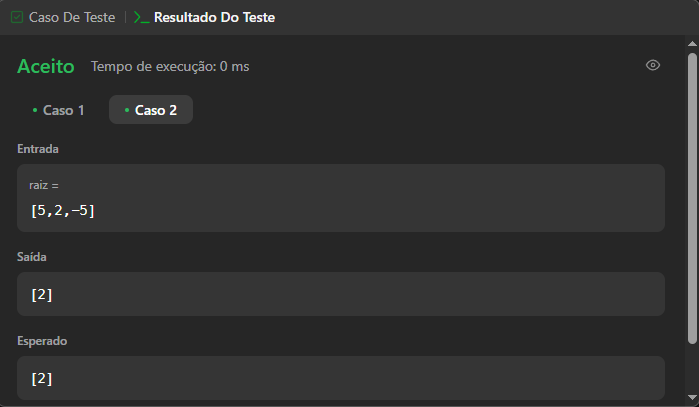 Caso De Teste | Resultado Do Teste
Aceito Tempo de execução: 0 ms
• Caso 1 • Caso 2
Entrada
raiz =
[5,2,−5]
Saída
[2]
Esperado
[2]